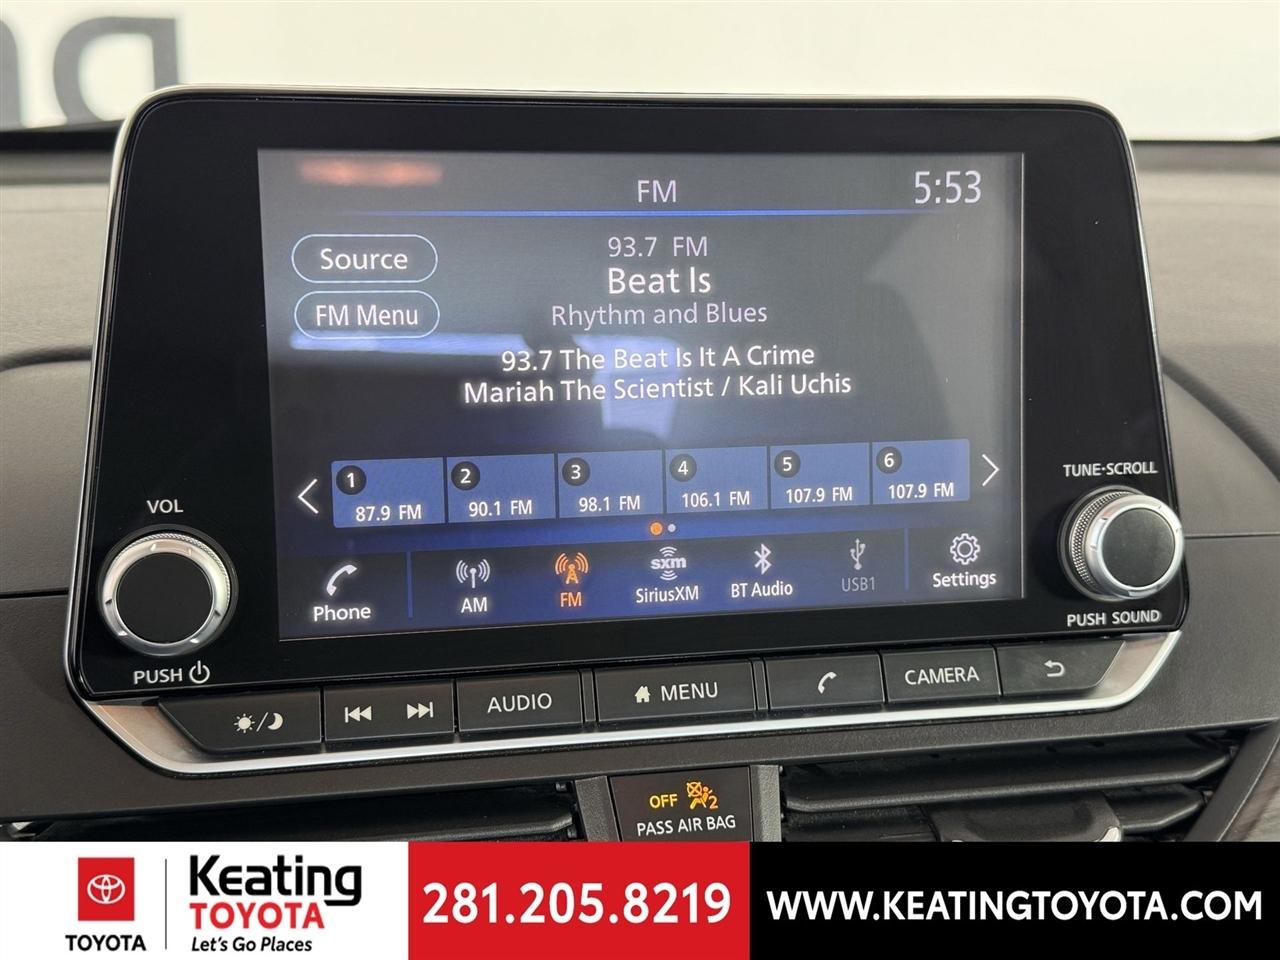 FM
5:53
Source
93.7 FM
Beat Is
FM Menu
Rhythm and Blues
93.7 The Beat Is It A Crime
Mariah The Scientist / Kali Uchis
1
87.9 FM
2
90.1 FM
3
98.1 FM
4
106.1 FM
5
107.9 FM
6
107.9 FM
Phone
AM
FM
sxm
SiriusXM
BT Audio
USB1
Settings
VOL
PUSH
TUNE·SCROLL
PUSH SOUND
AUDIO
MENU
CAMERA
OFF
2
PASS AIR BAG
TOYOTA
Keating
TOYOTA
Let's Go Places
281.205.8219
WWW.KEATINGTOYOTA.COM